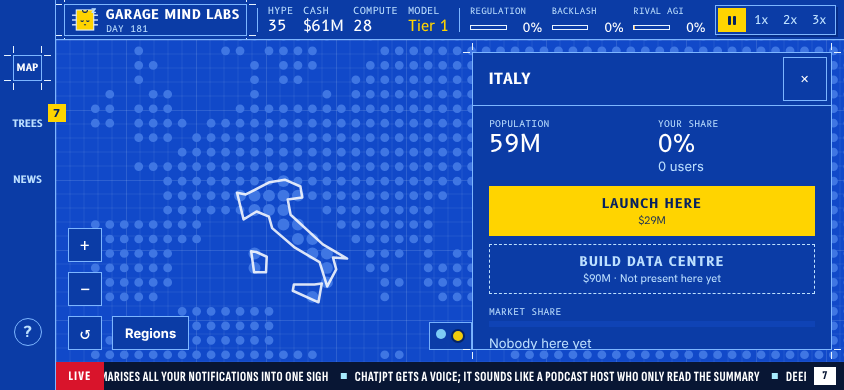 GARAGE MIND LABS
DAY 181
HYPE
35
CASH
$61M
COMPUTE
28
MODEL
Tier 1
REGULATION
0%
BACKLASH
0%
RIVAL AGI
0%
1x 2x 3x
MAP
TREES
7
NEWS
?
+
−
↺
Regions
ITALY
×
POPULATION
59M
YOUR SHARE
0%
0 users
LAUNCH HERE
$29M
BUILD DATA CENTRE
$90M · Not present here yet
MARKET SHARE
Nobody here yet
LIVE
MARISES ALL YOUR NOTIFICATIONS INTO ONE SIGH ■ CHATJPT GETS A VOICE; IT SOUNDS LIKE A PODCAST HOST WHO ONLY READ THE SUMMARY ■
7